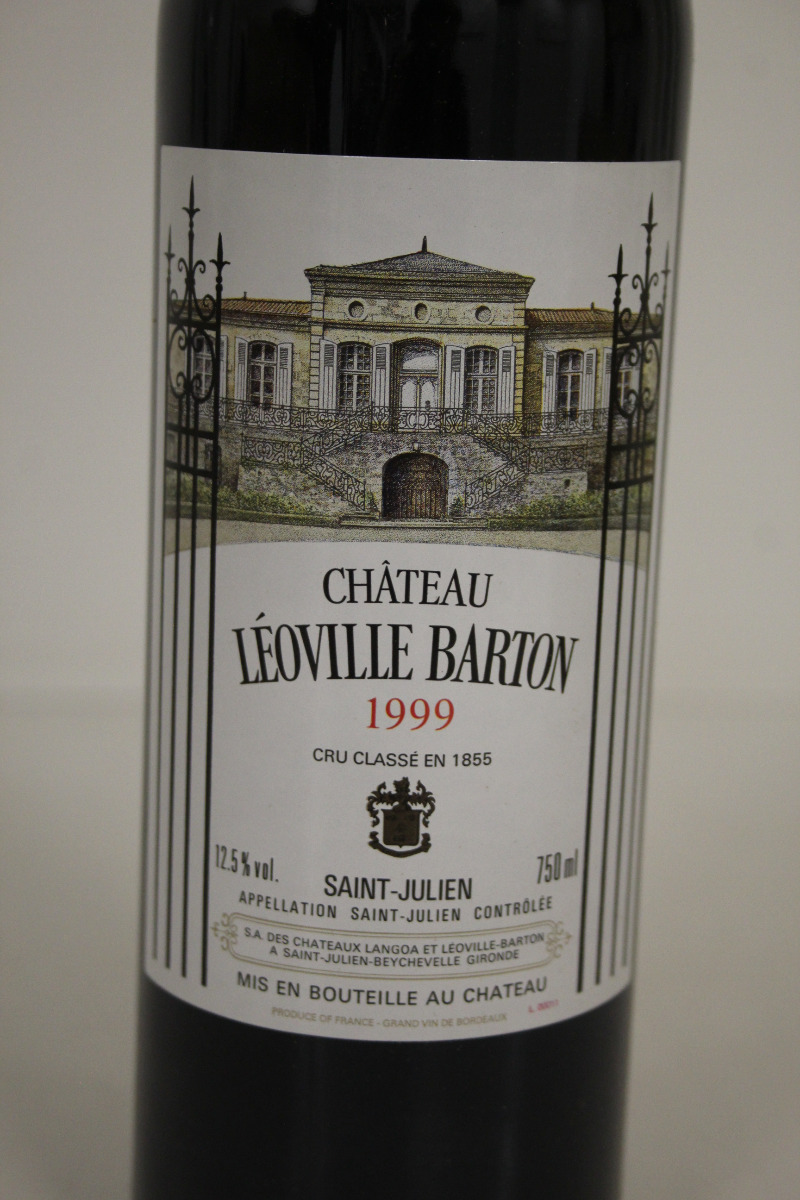 CHÂTEAU
LÉOVILLE BARTON
1999
CRU CLASSÉ EN 1855
12.5% vol.
750 ml
SAINT-JULIEN
APPELLATION SAINT-JULIEN CONTRÔLÉE
S.A. DES CHATEAUX LANGOA ET LÉOVILLE-BARTON
A SAINT-JULIEN-BEYCHEVELLE GIRONDE
MIS EN BOUTEILLE AU CHATEAU
PRODUCE OF FRANCE - GRAND VIN DE BORDEAUX